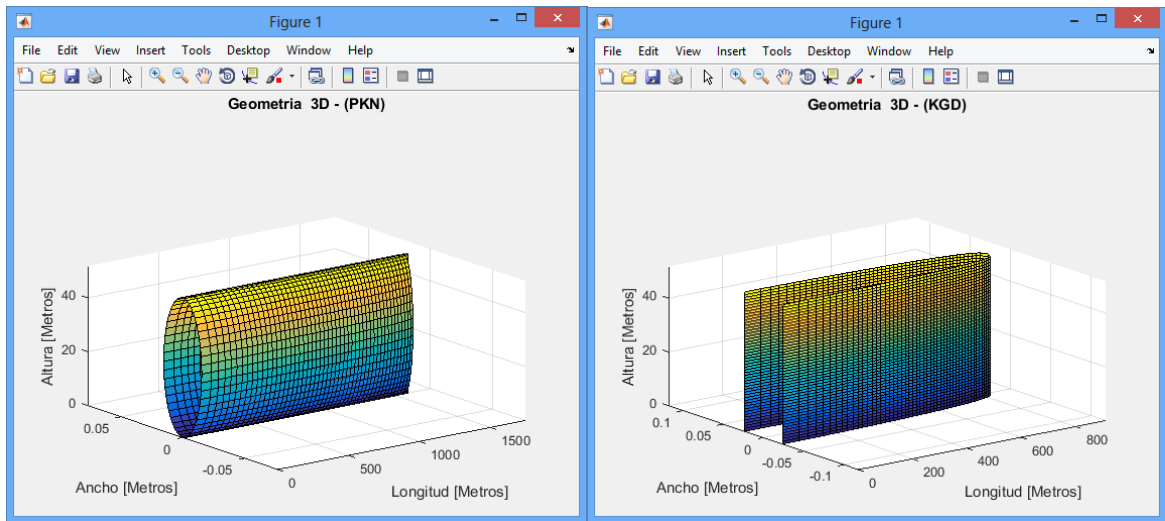 Figure 1
File Edit View Insert Tools Desktop Window Help
Geometria 3D - (PKN)
40
20
0
Altura [Metros]
0.05
0
-0.05
Ancho [Metros]
0
500
1000
1500
Longitud [Metros]
Figure 1
File Edit View Insert Tools Desktop Window Help
Geometria 3D - (KGD)
40
20
0
Altura [Metros]
0.1
0.05
0
-0.05
-0.1
Ancho [Metros]
0
200
400
600
800
Longitud [Metros]